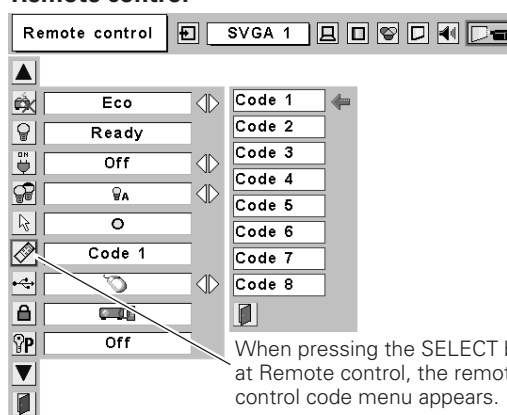 Remote control
Remote control SVGA 1
Eco
Ready
ON
Off
A
Code 1
P
Off
Code 1
Code 2
Code 3
Code 4
Code 5
Code 6
Code 7
Code 8
When pressing the SELECT
at Remote control, the
control code menu appears.